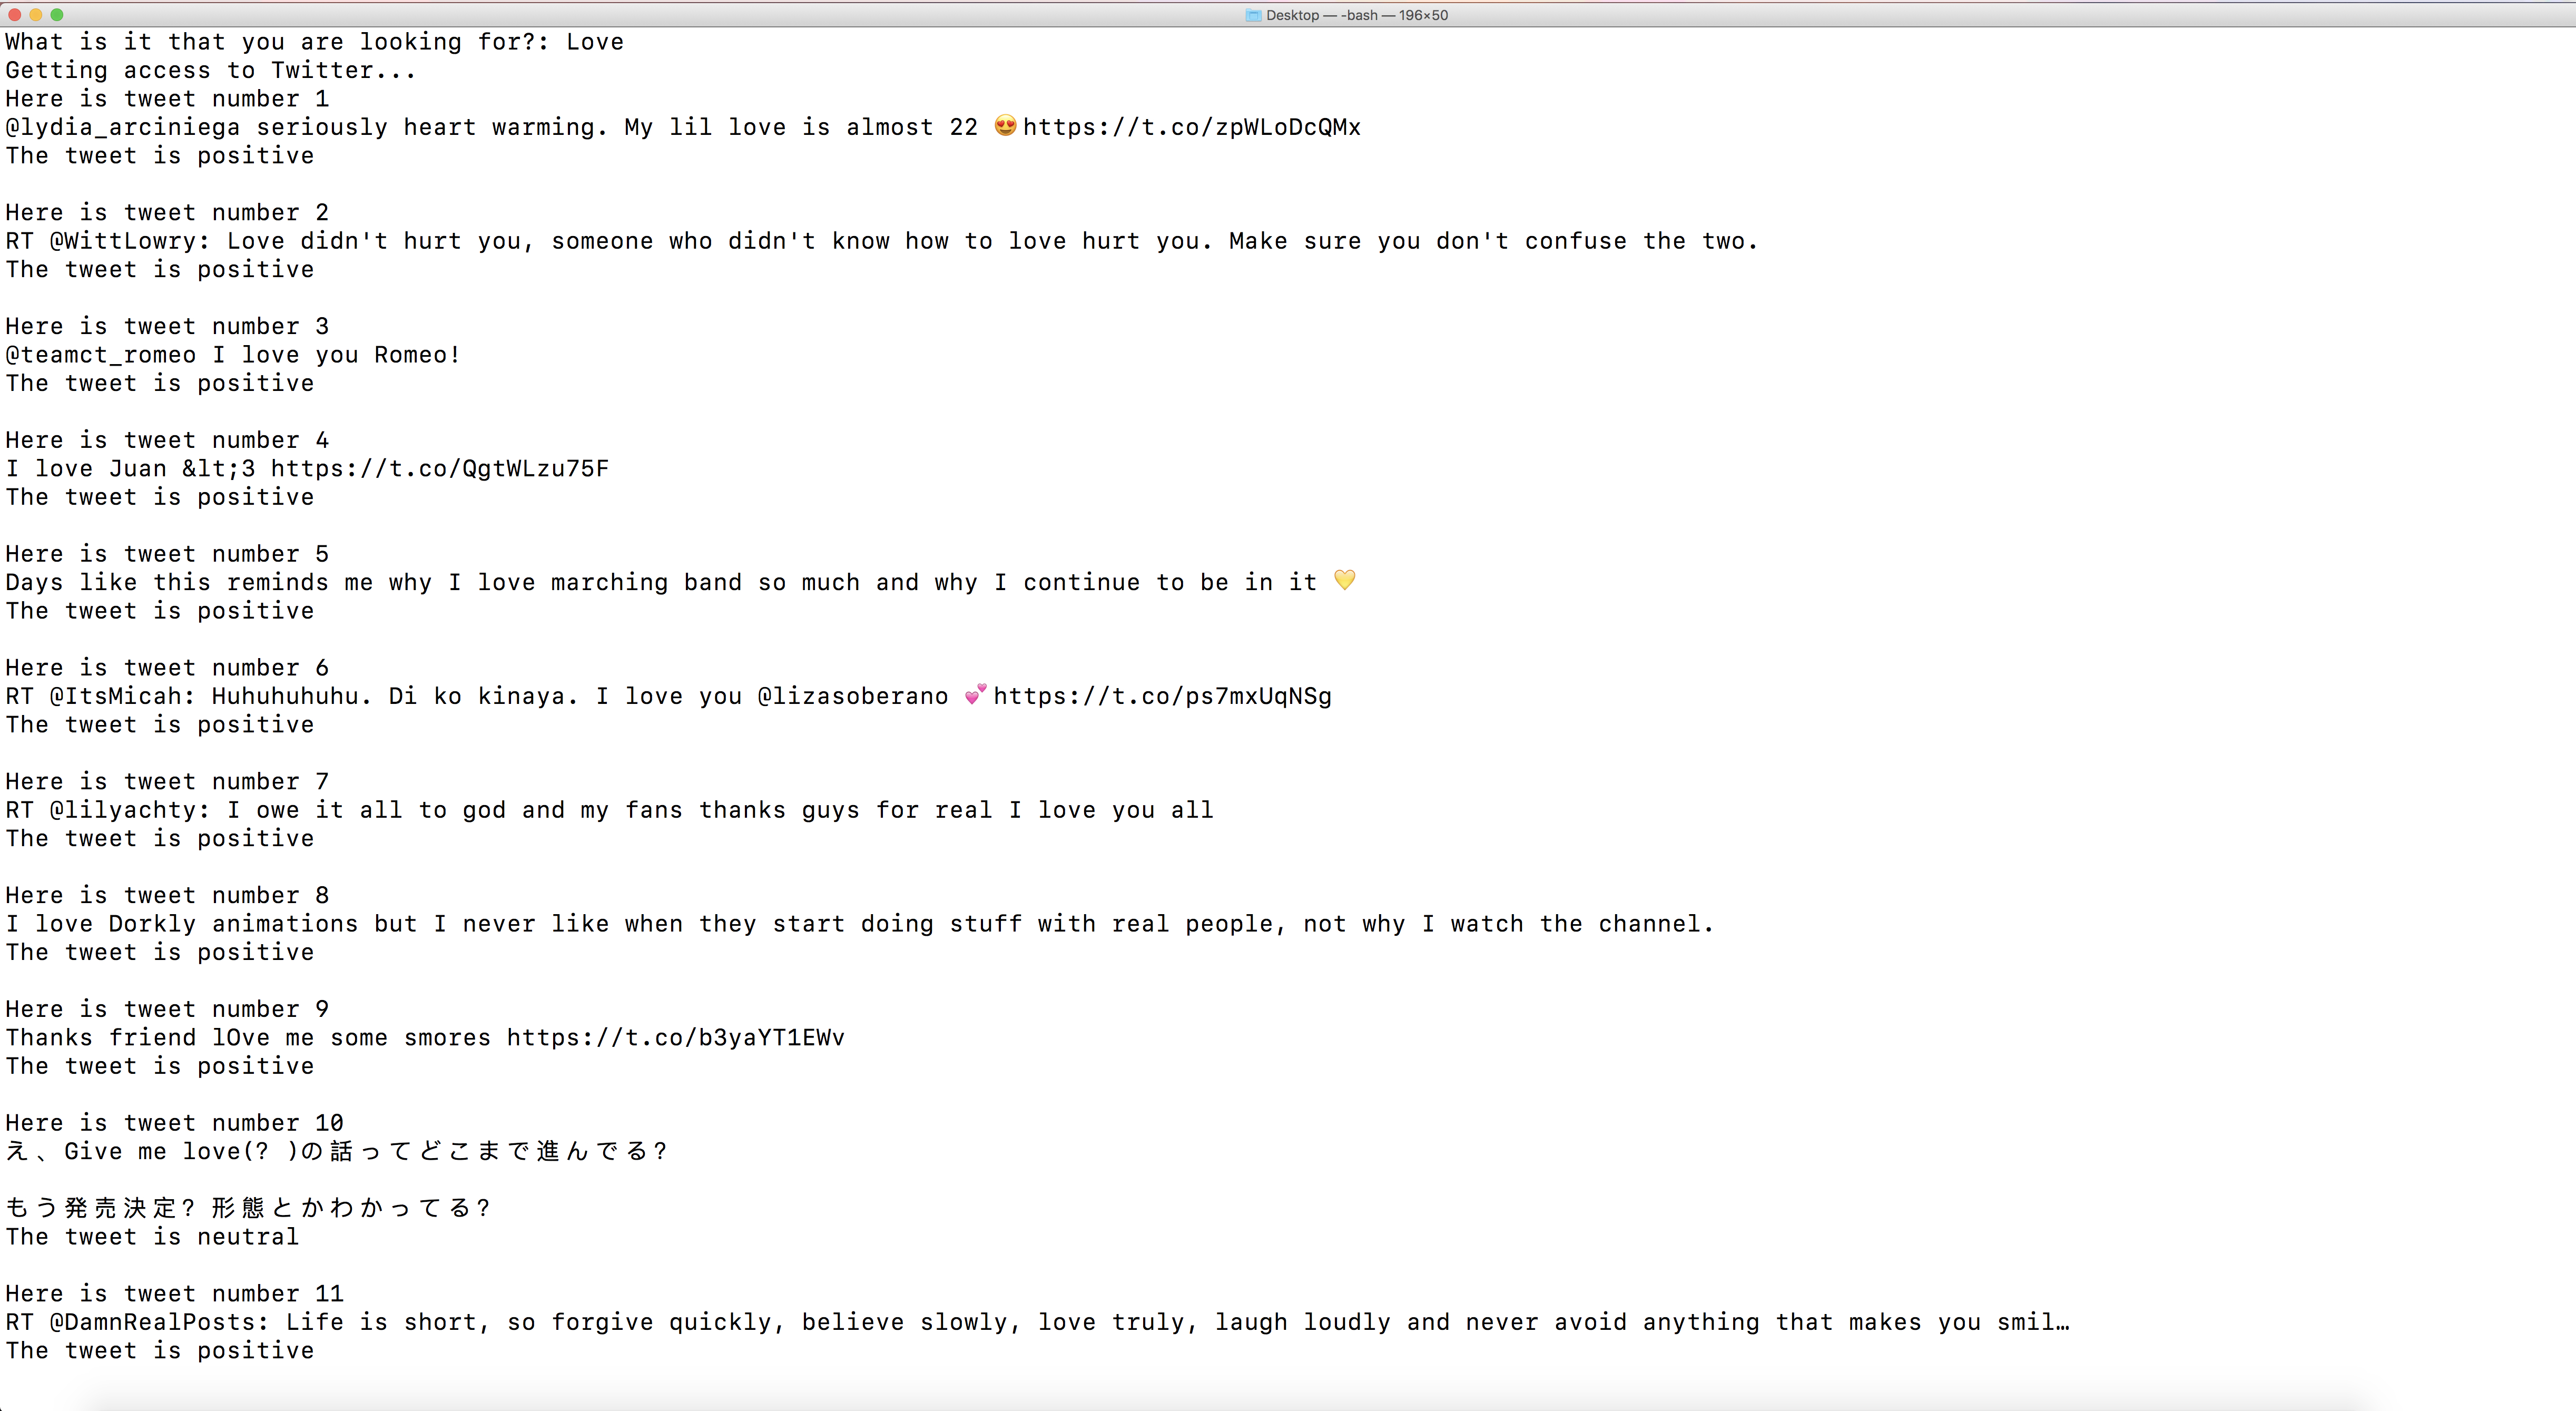 Desktop — -bash — 196×50
What is it that you are looking for?: Love
Getting access to Twitter...
Here is tweet number 1
@lydia_arciniega seriously heart warming. My lil love is almost 22 😍 https://t.co/zpWLoDcQMx
The tweet is positive
Here is tweet number 2
RT @WittLowry: Love didn't hurt you, someone who didn't know how to love hurt you. Make sure you don't confuse the two.
The tweet is positive
Here is tweet number 3
@teamct_romeo I love you Romeo!
The tweet is positive
Here is tweet number 4
I love Juan &lt;3 https://t.co/QgtWLzu75F
The tweet is positive
Here is tweet number 5
Days like this reminds me why I love marching band so much and why I continue to be in it 💛
The tweet is positive
Here is tweet number 6
RT @ItsMicah: Huhuhuhuhu. Di ko kinaya. I love you @lizasoberano 💕 https://t.co/ps7mxUqNSg
The tweet is positive
Here is tweet number 7
RT @lilyachty: I owe it all to god and my fans thanks guys for real I love you all
The tweet is positive
Here is tweet number 8
I love Dorkly animations but I never like when they start doing stuff with real people, not why I watch the channel.
The tweet is positive
Here is tweet number 9
Thanks friend lOve me some smores https://t.co/b3yaYT1EWv
The tweet is positive
Here is tweet number 10
え、Give me love(? )の話ってどこまで進んでる?
もう発売決定? 形態とかわかってる?
The tweet is neutral
Here is tweet number 11
RT @DamnRealPosts: Life is short, so forgive quickly, believe slowly, love truly, laugh loudly and never avoid anything that makes you smil…
The tweet is positive